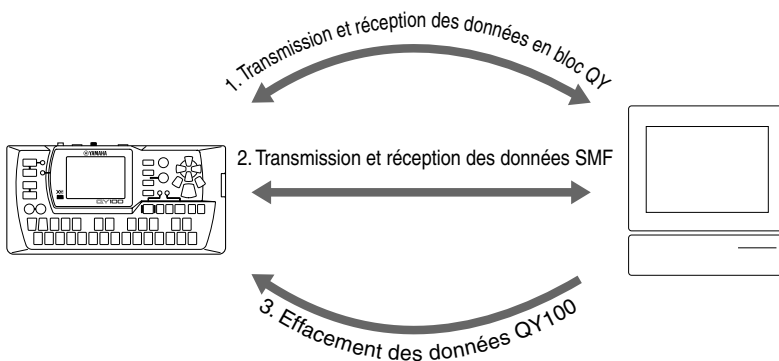 1. Transmission et réception des données en bloc QY
YAMAHA
QY100
2. Transmission et réception des données SMF
3. Effacement des données QY100